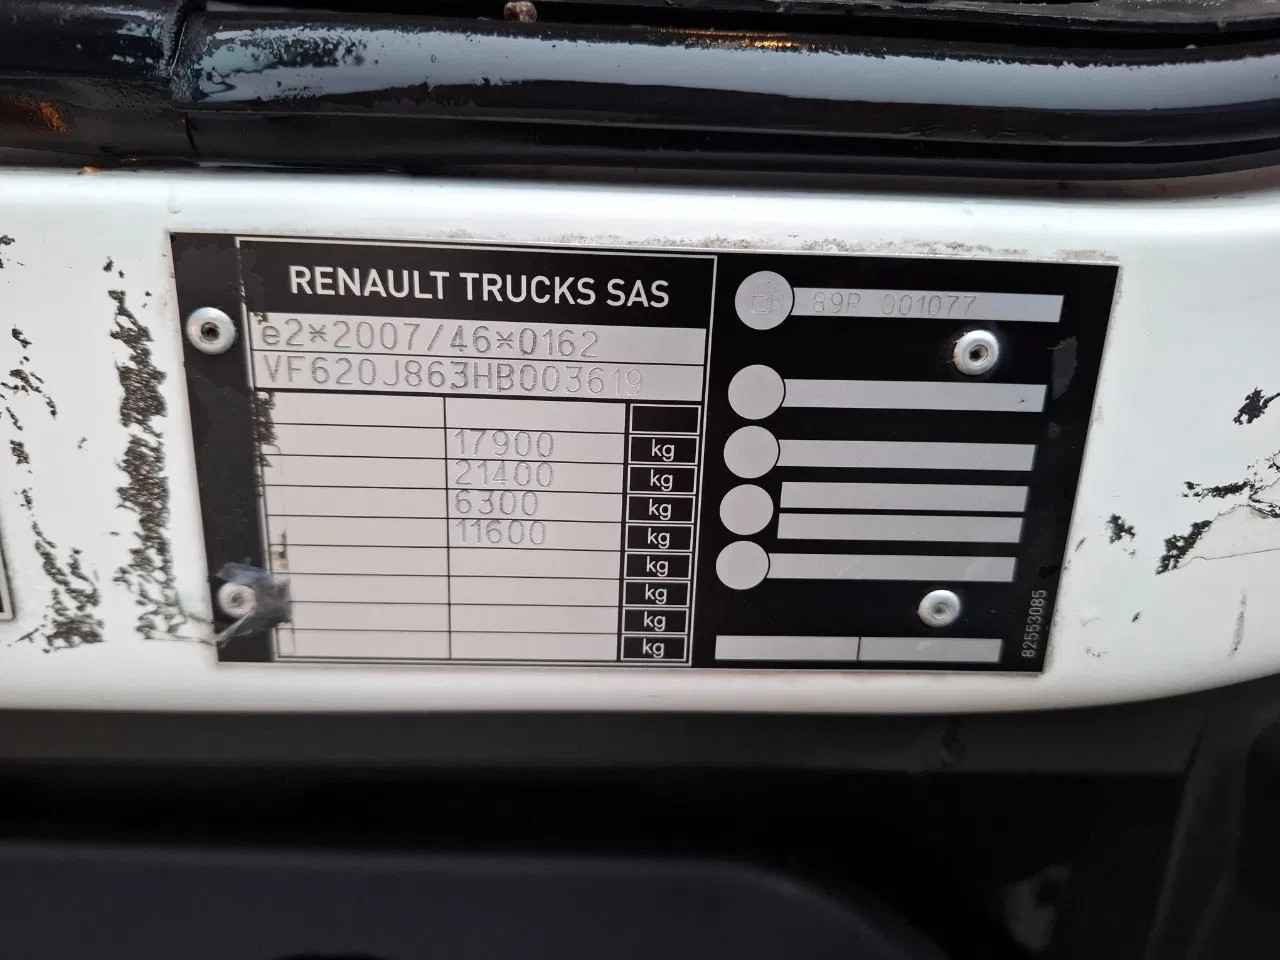 RENAULT TRUCKS SAS
e2*2007/46*0162
VF620J863HB003619
17900 kg
21400 kg
6300 kg
11600 kg
kg
kg
kg
kg
89R 001077
82553085